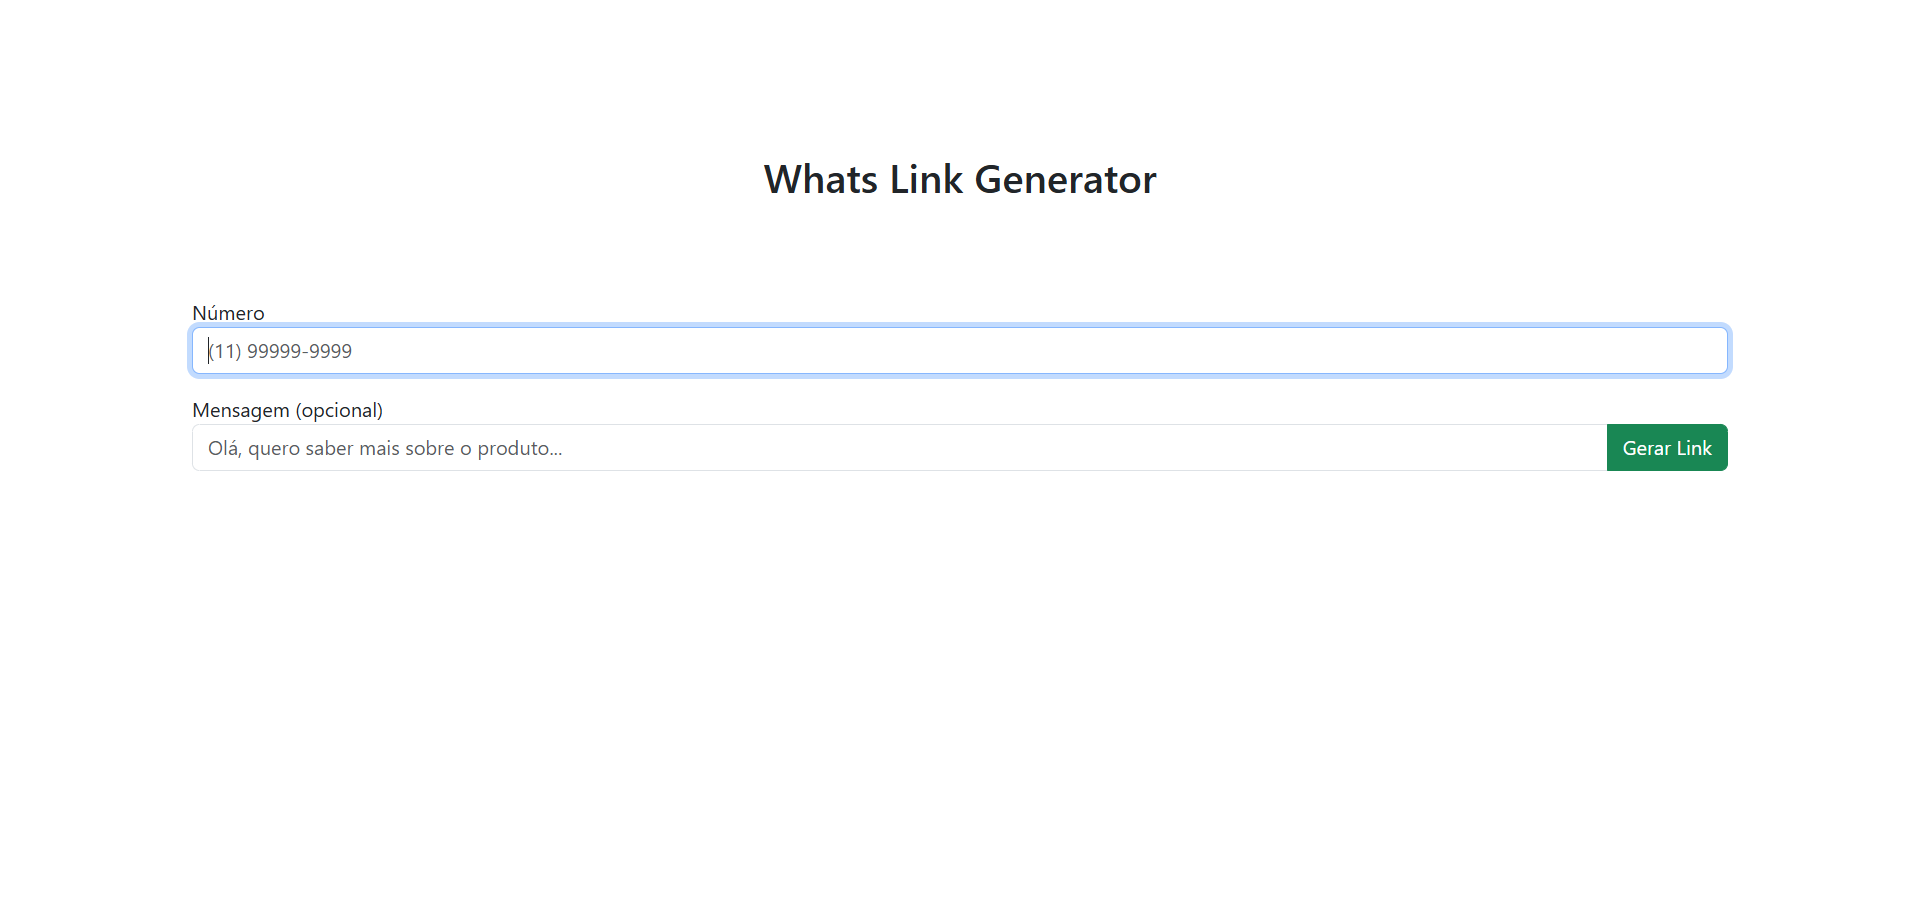 Whats Link Generator
Número
(11) 99999-9999
Mensagem (opcional)
Olá, quero saber mais sobre o produto...
Gerar Link